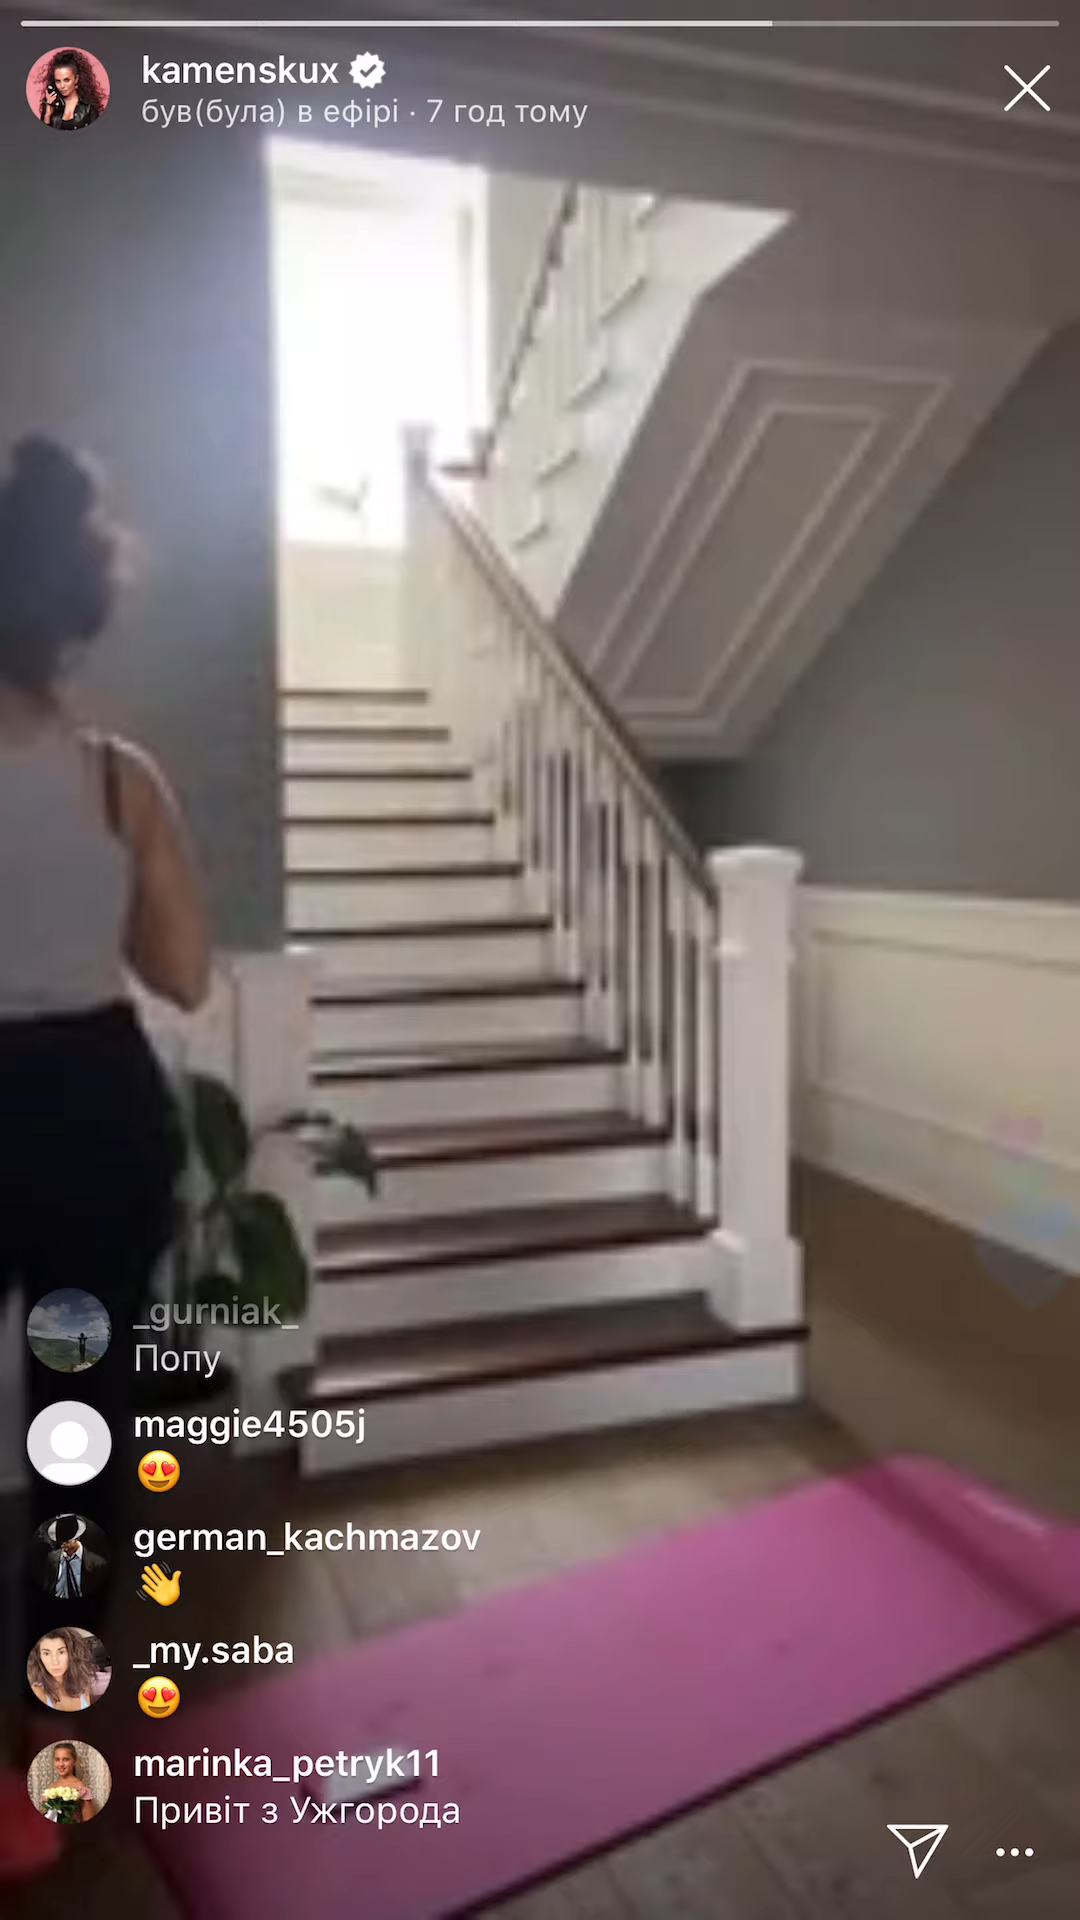 kamenskux
був(була) в ефірі · 7 год тому
_gurniak_
Попу
maggie4505j
😍
german_kachmazov
👋
_my.saba
😍
marinka_petryk11
Привіт з Ужгорода